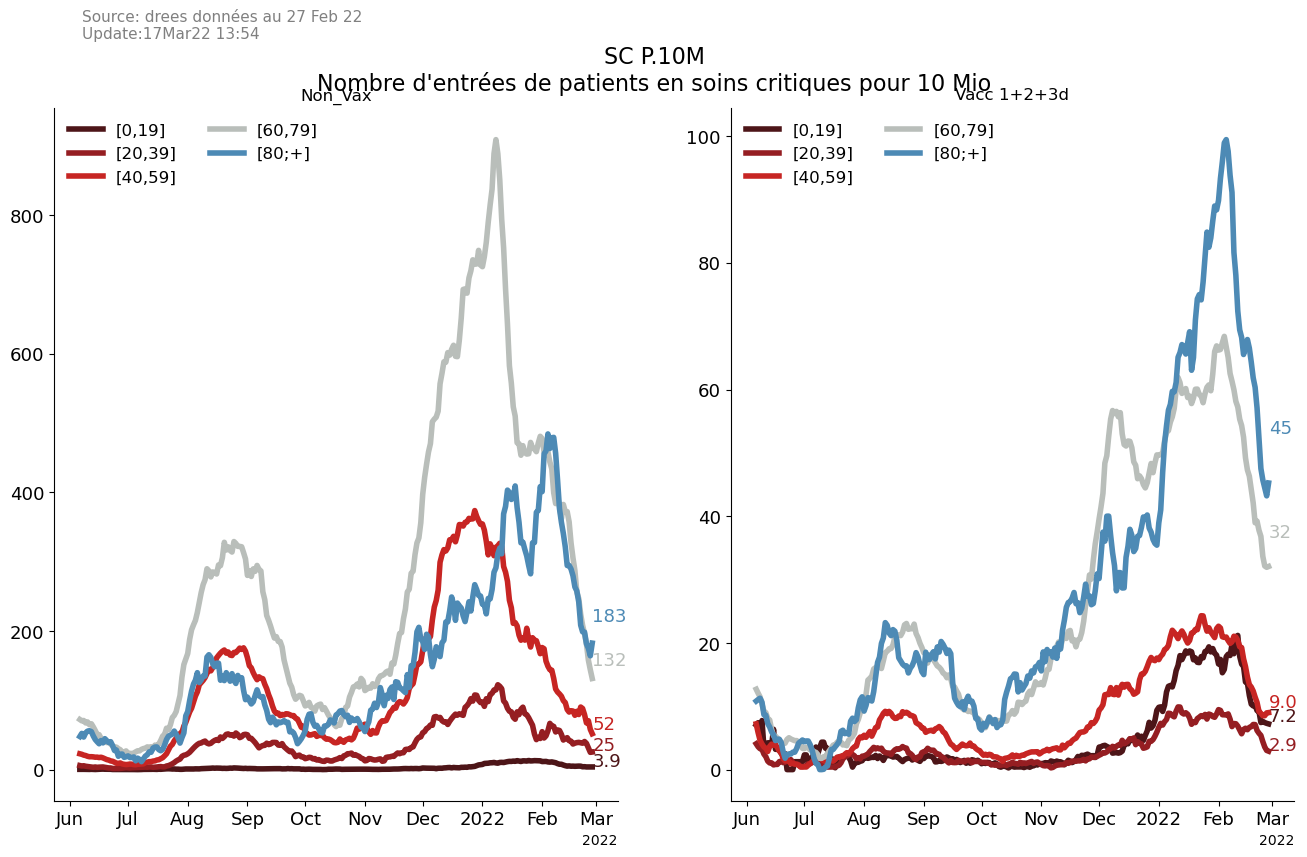 Source: drees données au 27 Feb 22
Update:17Mar22 13:54
SC P.10M
Nombre d'entrées de patients en soins critiques pour 10 Mio
Non_Vax
[0,19]
[20,39]
[40,59]
[60,79]
[80;+]
800
600
400
200
0
183
132
52
25
3.9
Jun
Jul
Aug
Sep
Oct
Nov
Dec
2022
Feb
Mar
2022
Vacc 1+2+3d
[0,19]
[20,39]
[40,59]
[60,79]
[80;+]
100
80
60
40
20
0
45
32
9.0
7.2
2.9
Jun
Jul
Aug
Sep
Oct
Nov
Dec
2022
Feb
Mar
2022